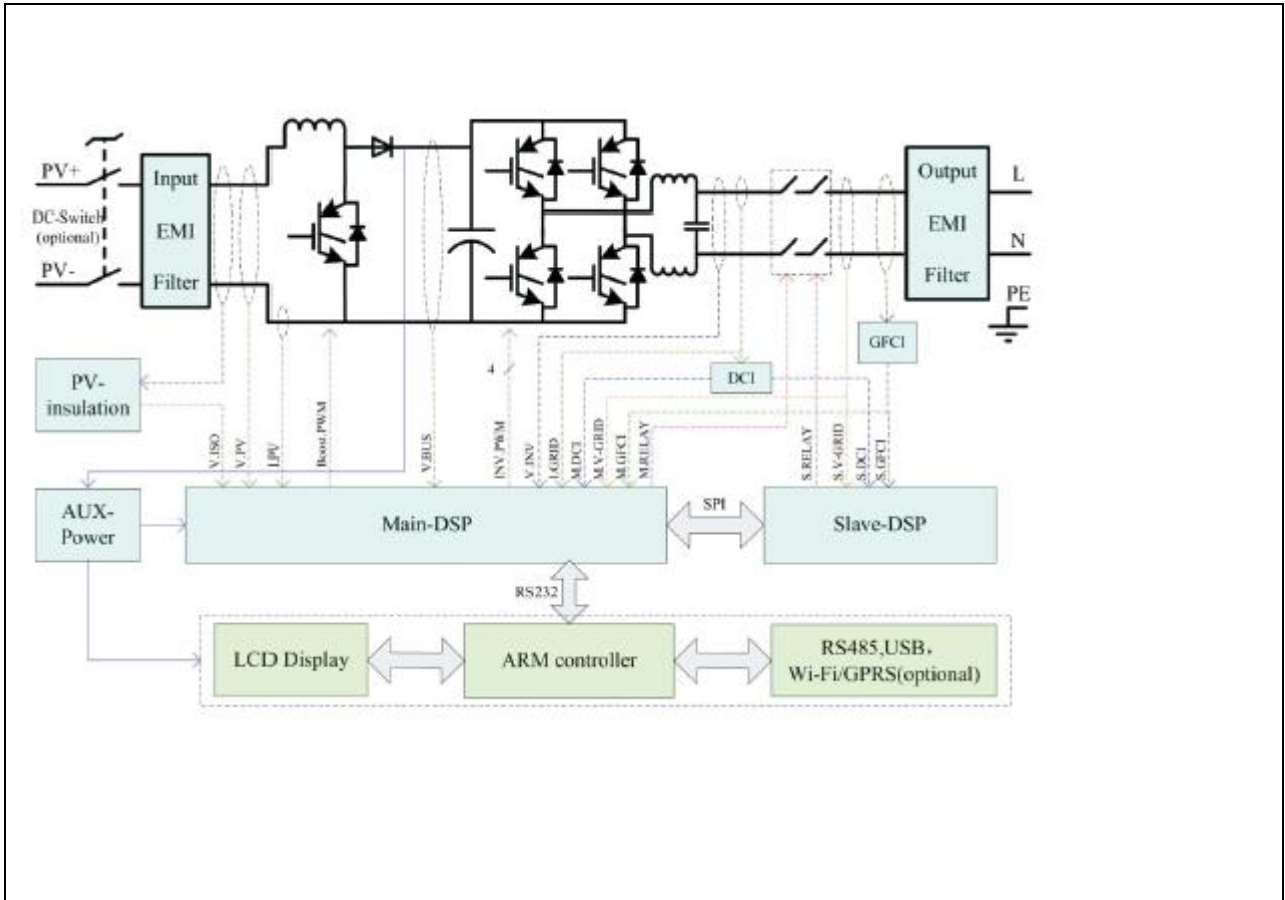 PV+
DC-Switch
(optional)
PV-
Input
EMI
Filter
Output
EMI
Filter
L
N
PE
GFCI
DCI
4
PV-
insulation
V.ISO
V.PV
I.PV
Boost.PWM
V.BUS
INV.PWM
V.INV
I.GRID
M.DCI
M.V-GRID
M.GFCI
M.RELAY
S.RELAY
S.V-GRID
S.DCI
S.GFCI
AUX-
Power
Main-DSP
SPI
Slave-DSP
RS232
LCD Display
ARM controller
RS485,USB,
Wi-Fi/GPRS(optional)